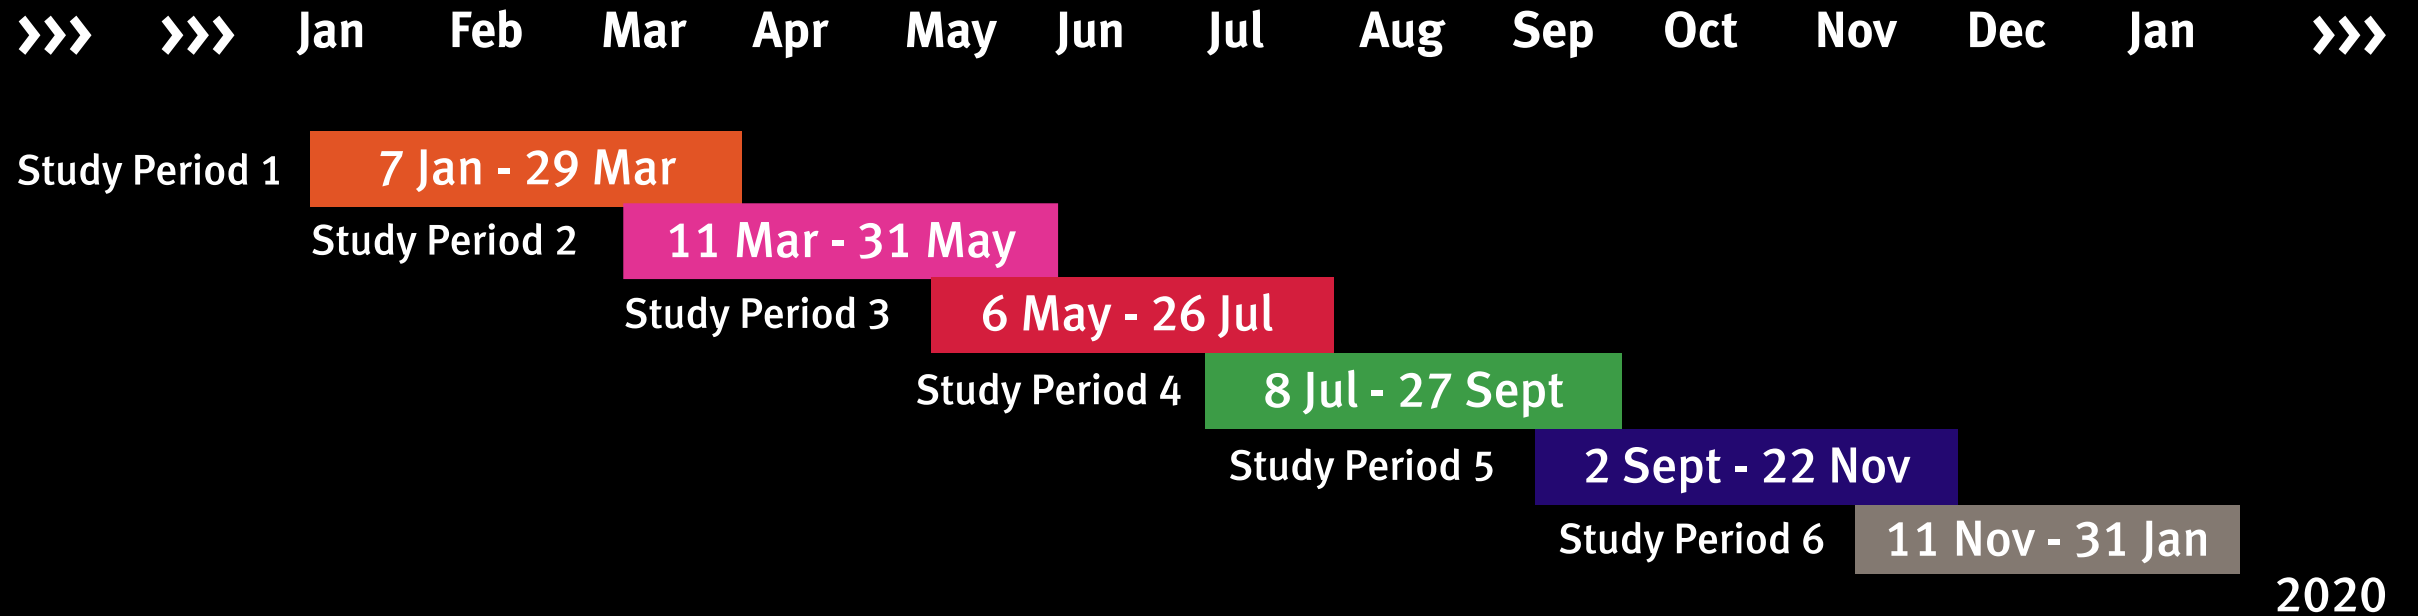 ››› ››› Jan Feb Mar Apr May Jun Jul Aug Sep Oct Nov Dec Jan ›››
Study Period 1 7 Jan - 29 Mar
Study Period 2 11 Mar - 31 May
Study Period 3 6 May - 26 Jul
Study Period 4 8 Jul - 27 Sept
Study Period 5 2 Sept - 22 Nov
Study Period 6 11 Nov - 31 Jan
2020